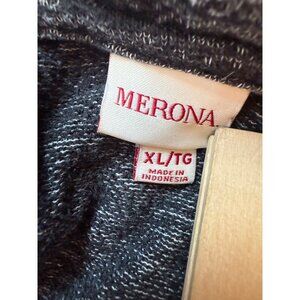 MERONA
XL/TG
MADE IN
INDONESIA